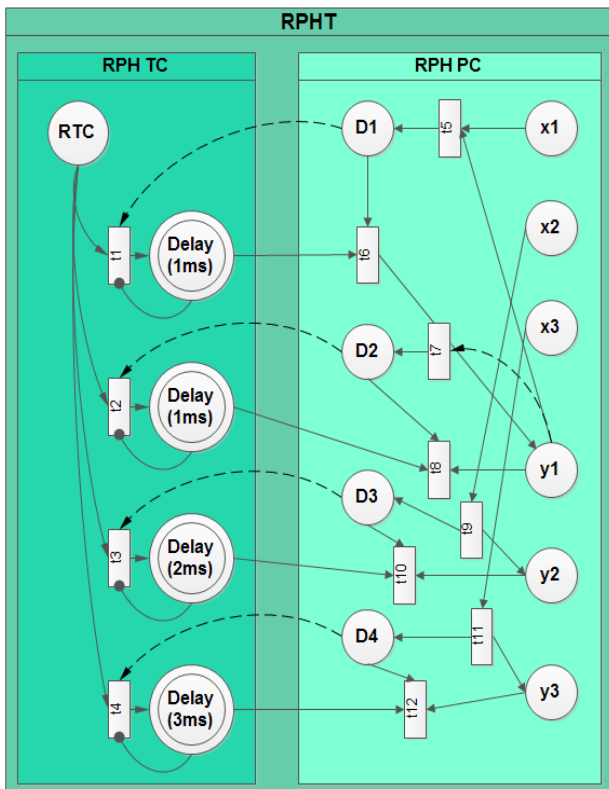 RPHT
RPH TC
RPH PC
RTC
D1
t5
x1
x2
t1
Delay
(1ms)
t6
x3
D2
t7
t2
Delay
(1ms)
t8
y1
D3
t9
t3
Delay
(2ms)
t10
y2
D4
t11
t4
Delay
(3ms)
t12
y3